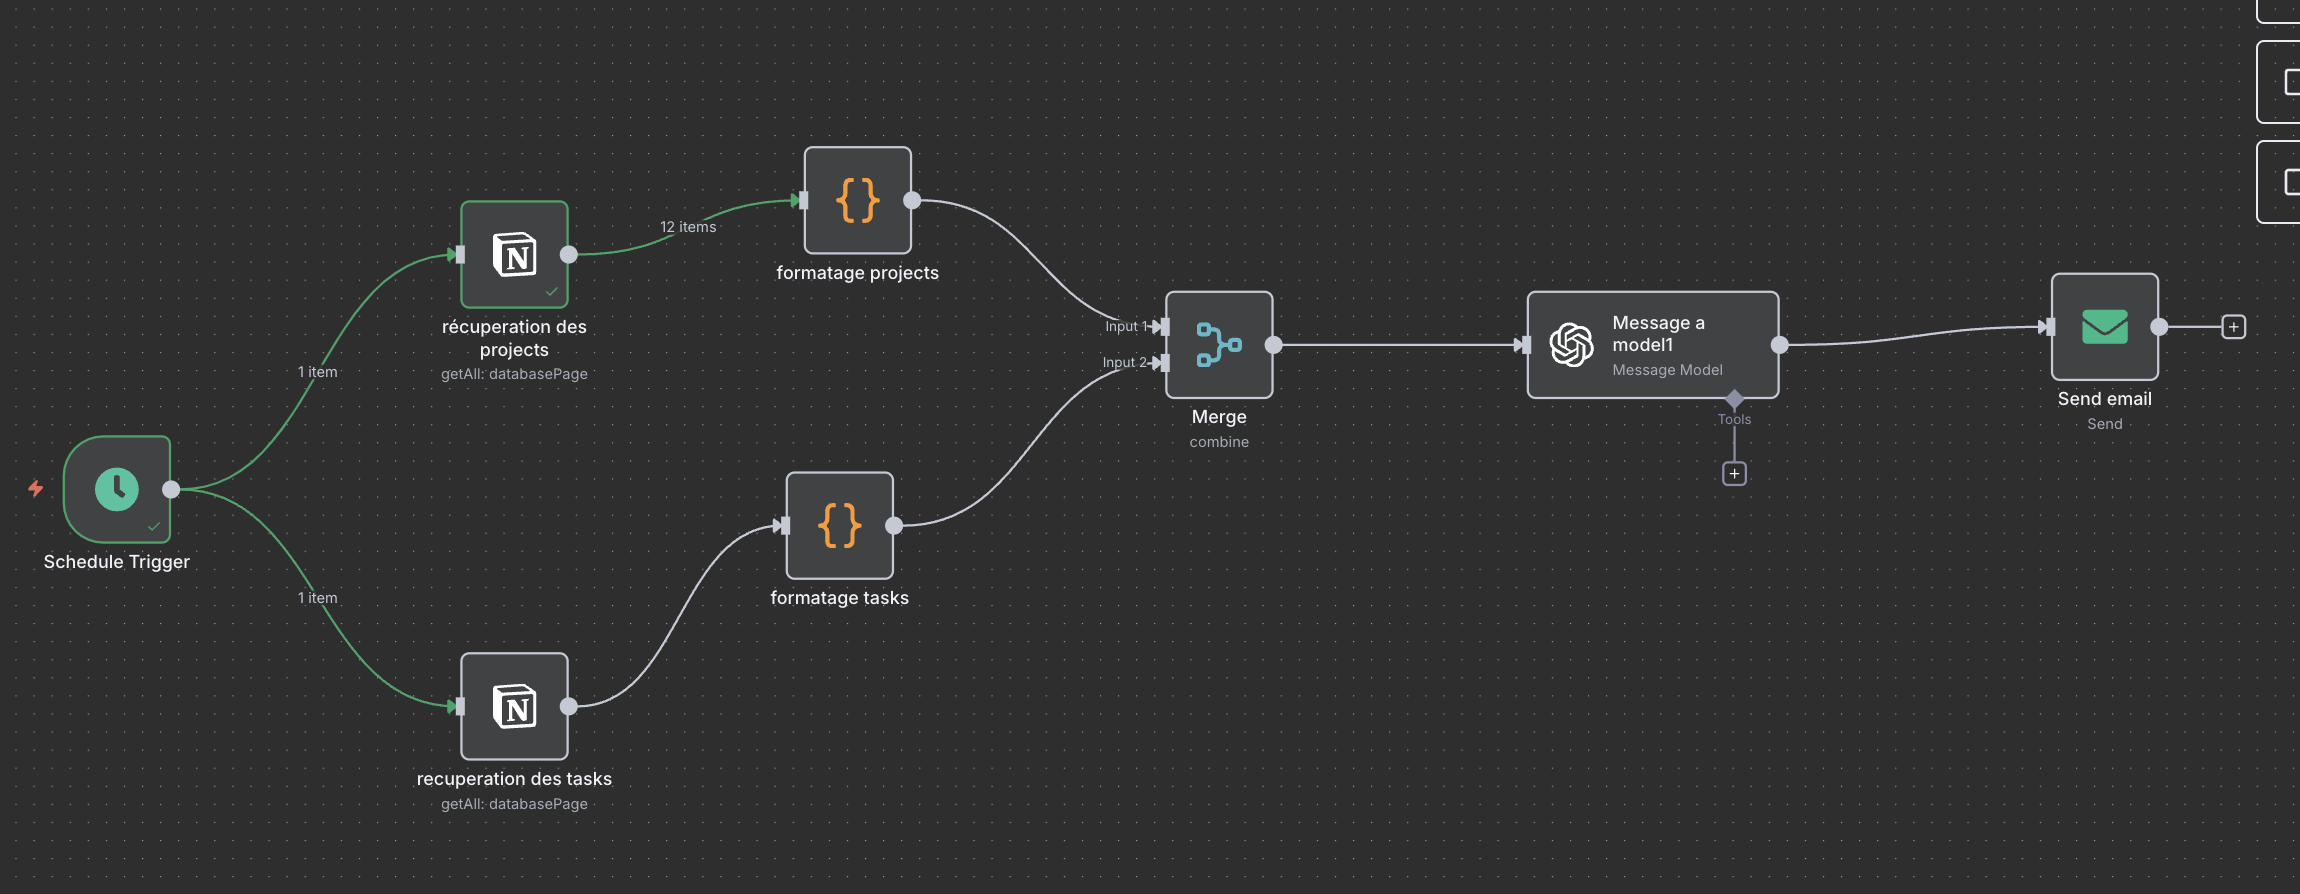 12 items
{}
formatage projects
N
récuperation des
projects
getAll: databasePage
1 item
Input 1
Input 2
Merge
combine
Message a
model1
Message Model
Tools
Send email
Send
Schedule Trigger
1 item
{}
formatage tasks
N
recuperation des tasks
getAll: databasePage